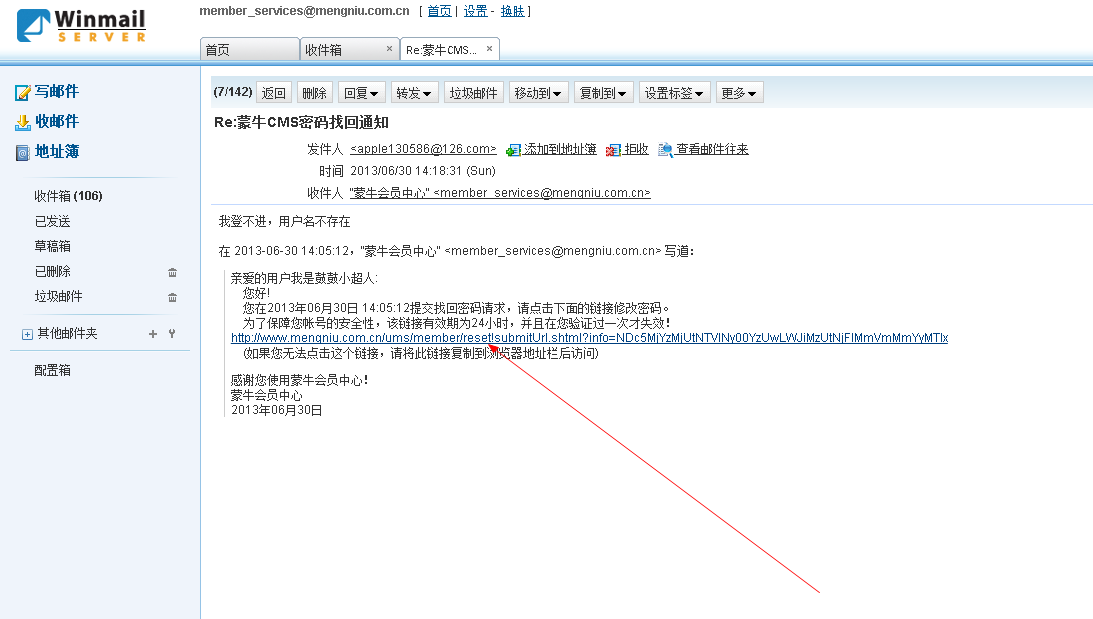 Winmail
SERVER
member_services@mengniu.com.cn [ 首页 | 设置 - 换肤 ]
首页 收件箱 × Re:蒙牛CMS... ×
写邮件
收邮件
地址簿
收件箱 (106)
已发送
草稿箱
已删除
垃圾邮件
其他邮件夹
配置箱
(7/142) 返回 删除 回复 转发 垃圾邮件 移动到 复制到 设置标签 更多
Re:蒙牛CMS密码找回通知
发件人 <apple130586@126.com> 添加到地址簿 拒收 查看邮件往来
时间 2013/06/30 14:18:31 (Sun)
收件人 "蒙牛会员中心" <member_services@mengniu.com.cn>
我登不进，用户名不存在
在 2013-06-30 14:05:12，"蒙牛会员中心" <member_services@mengniu.com.cn> 写道：
亲爱的用户我是鼓鼓小超人:
您好！
您在2013年06月30日 14:05:12提交找回密码请求，请点击下面的链接修改密码。
为了保障您帐号的安全性，该链接有效期为24小时，并且在您验证过一次才失效！
http://www.mengniu.com.cn/ums/member/reset!submitUrl.shtml?info=
(如果您无法点击这个链接，请将此链接复制到浏览器地址栏后访问)
感谢您使用蒙牛会员中心！
蒙牛会员中心
2013年06月30日